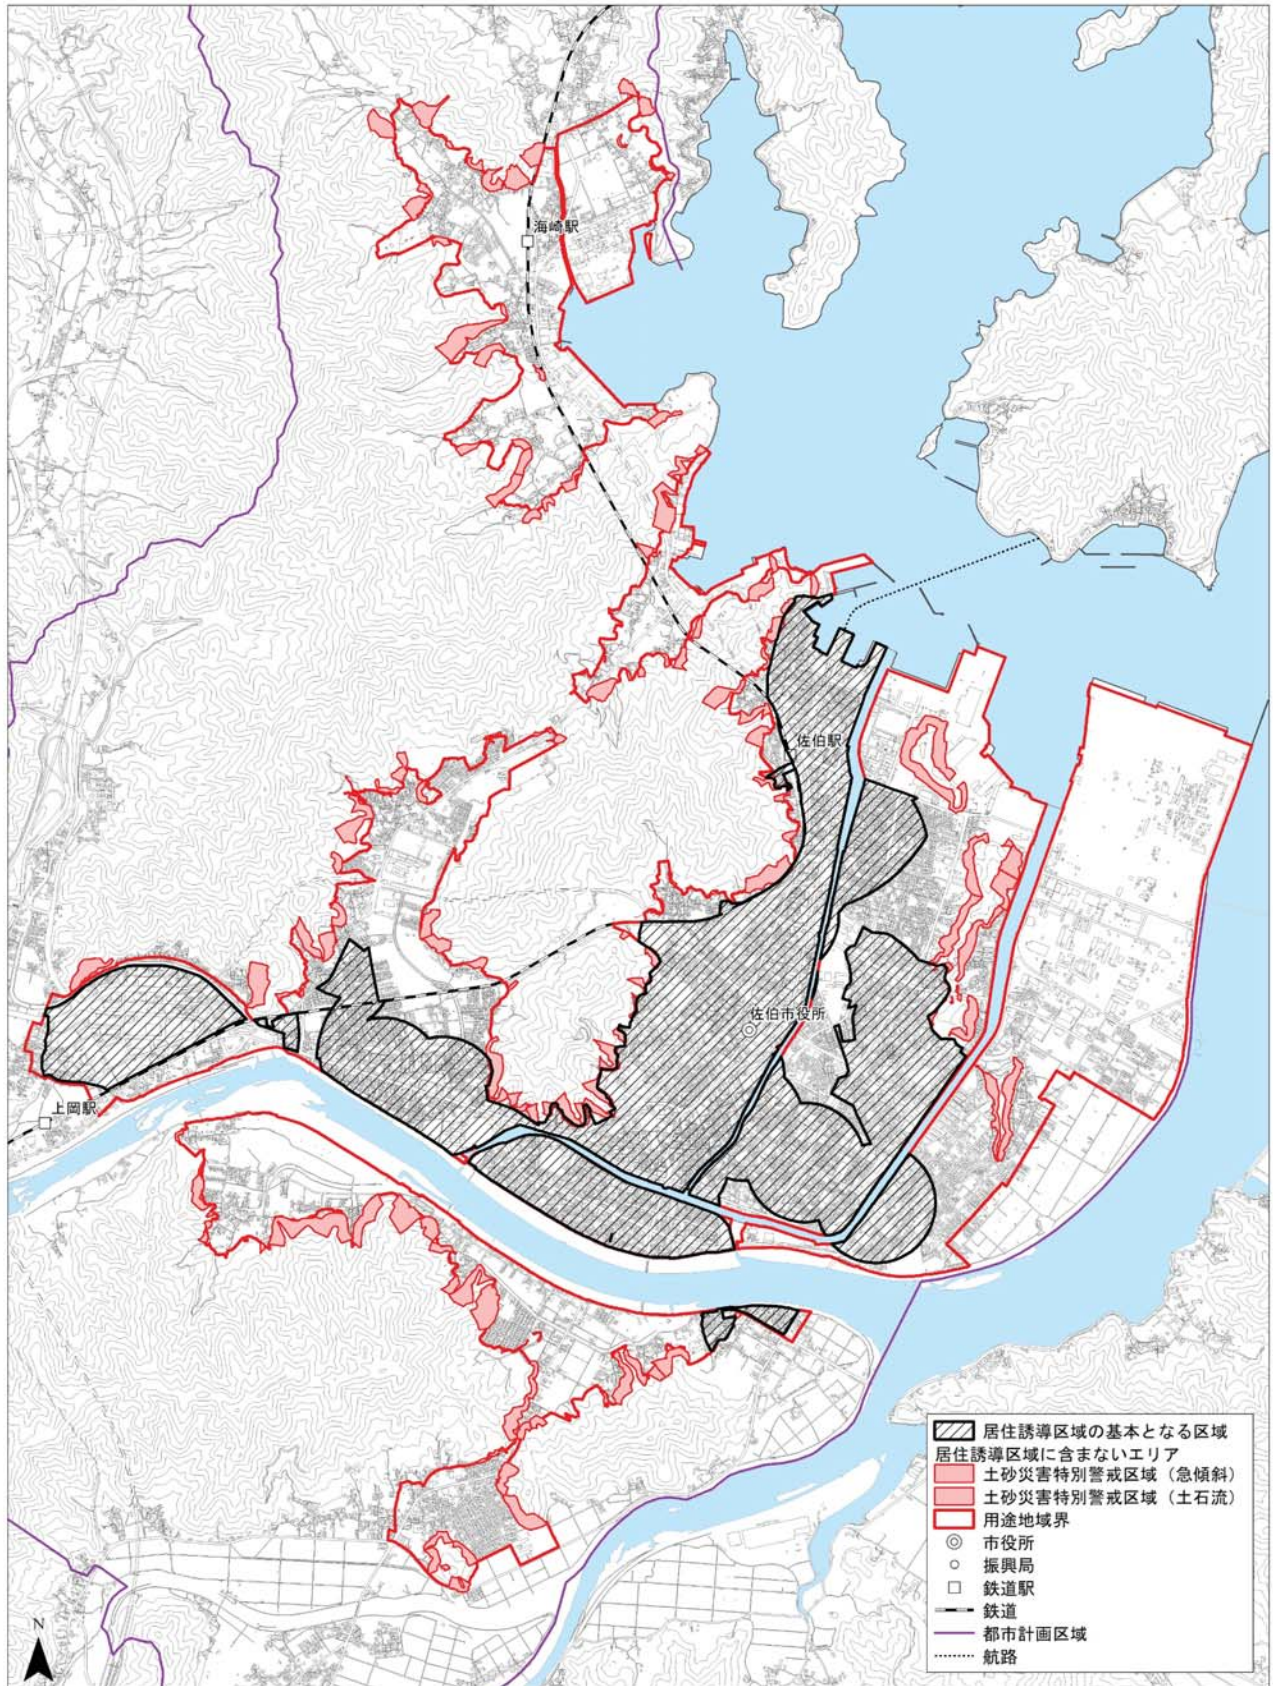 海崎駅
佐伯駅
佐伯市役所
上岡駅
居住誘導区域の基本となる区域
居住誘導区域に含まないエリア
土砂災害特別警戒区域（急傾斜）
土砂災害特別警戒区域（土石流）
用途地域界
市役所
振興局
鉄道駅
鉄道
都市計画区域
航路
N